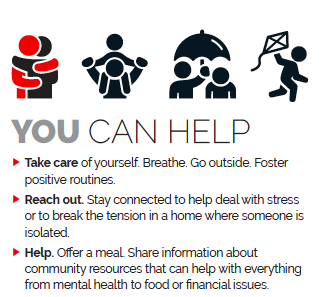 YOU CAN HELP
Take care of yourself. Breathe. Go outside. Foster
positive routines.
Reach out. Stay connected to help deal with stress
or to break the tension in a home where someone is
isolated.
Help. Offer a meal. Share information about
community resources that can help with everything
from mental health to food or financial issues.